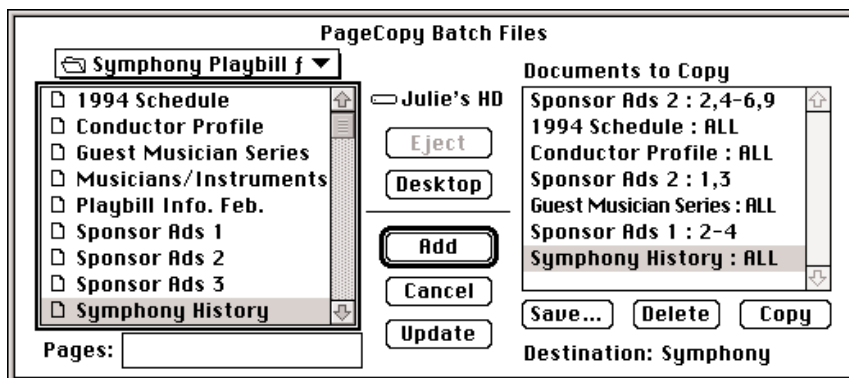 PageCopy Batch Files
Symphony Playbill ƒ
1994 Schedule
Conductor Profile
Guest Musician Series
Musicians/Instruments
Playbill Info. Feb.
Sponsor Ads 1
Sponsor Ads 2
Sponsor Ads 3
Symphony History
Pages:
Julie's HD
Eject
Desktop
Add
Cancel
Update
Documents to Copy
Sponsor Ads 2 : 2,4-6,9
1994 Schedule : ALL
Conductor Profile : ALL
Sponsor Ads 2 : 1,3
Guest Musician Series : ALL
Sponsor Ads 1 : 2-4
Symphony History : ALL
Save...
Delete
Copy
Destination: Symphony